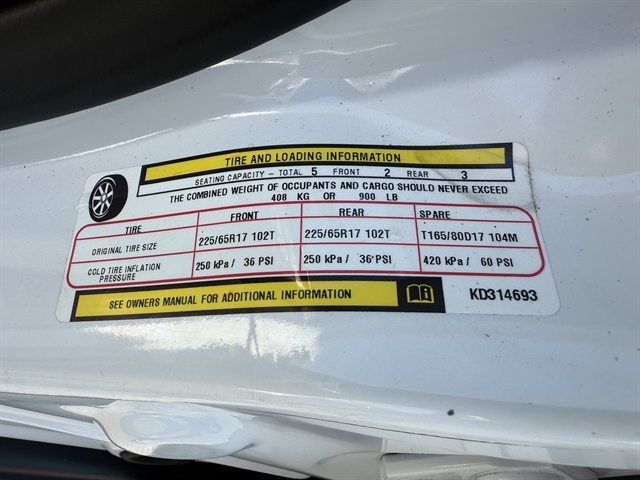 TIRE AND LOADING INFORMATION
SEATING CAPACITY - TOTAL 5 FRONT 2 REAR 3
THE COMBINED WEIGHT OF OCCUPANTS AND CARGO SHOULD NEVER EXCEED
408 KG OR 900 LB
TIRE FRONT REAR SPARE
ORIGINAL TIRE SIZE 225/65R17 102T 225/65R17 102T T165/80D17 104M
COLD TIRE INFLATION PRESSURE 250 kPa / 36 PSI 250 kPa / 36 PSI 420 kPa / 60 PSI
SEE OWNERS MANUAL FOR ADDITIONAL INFORMATION KD314693